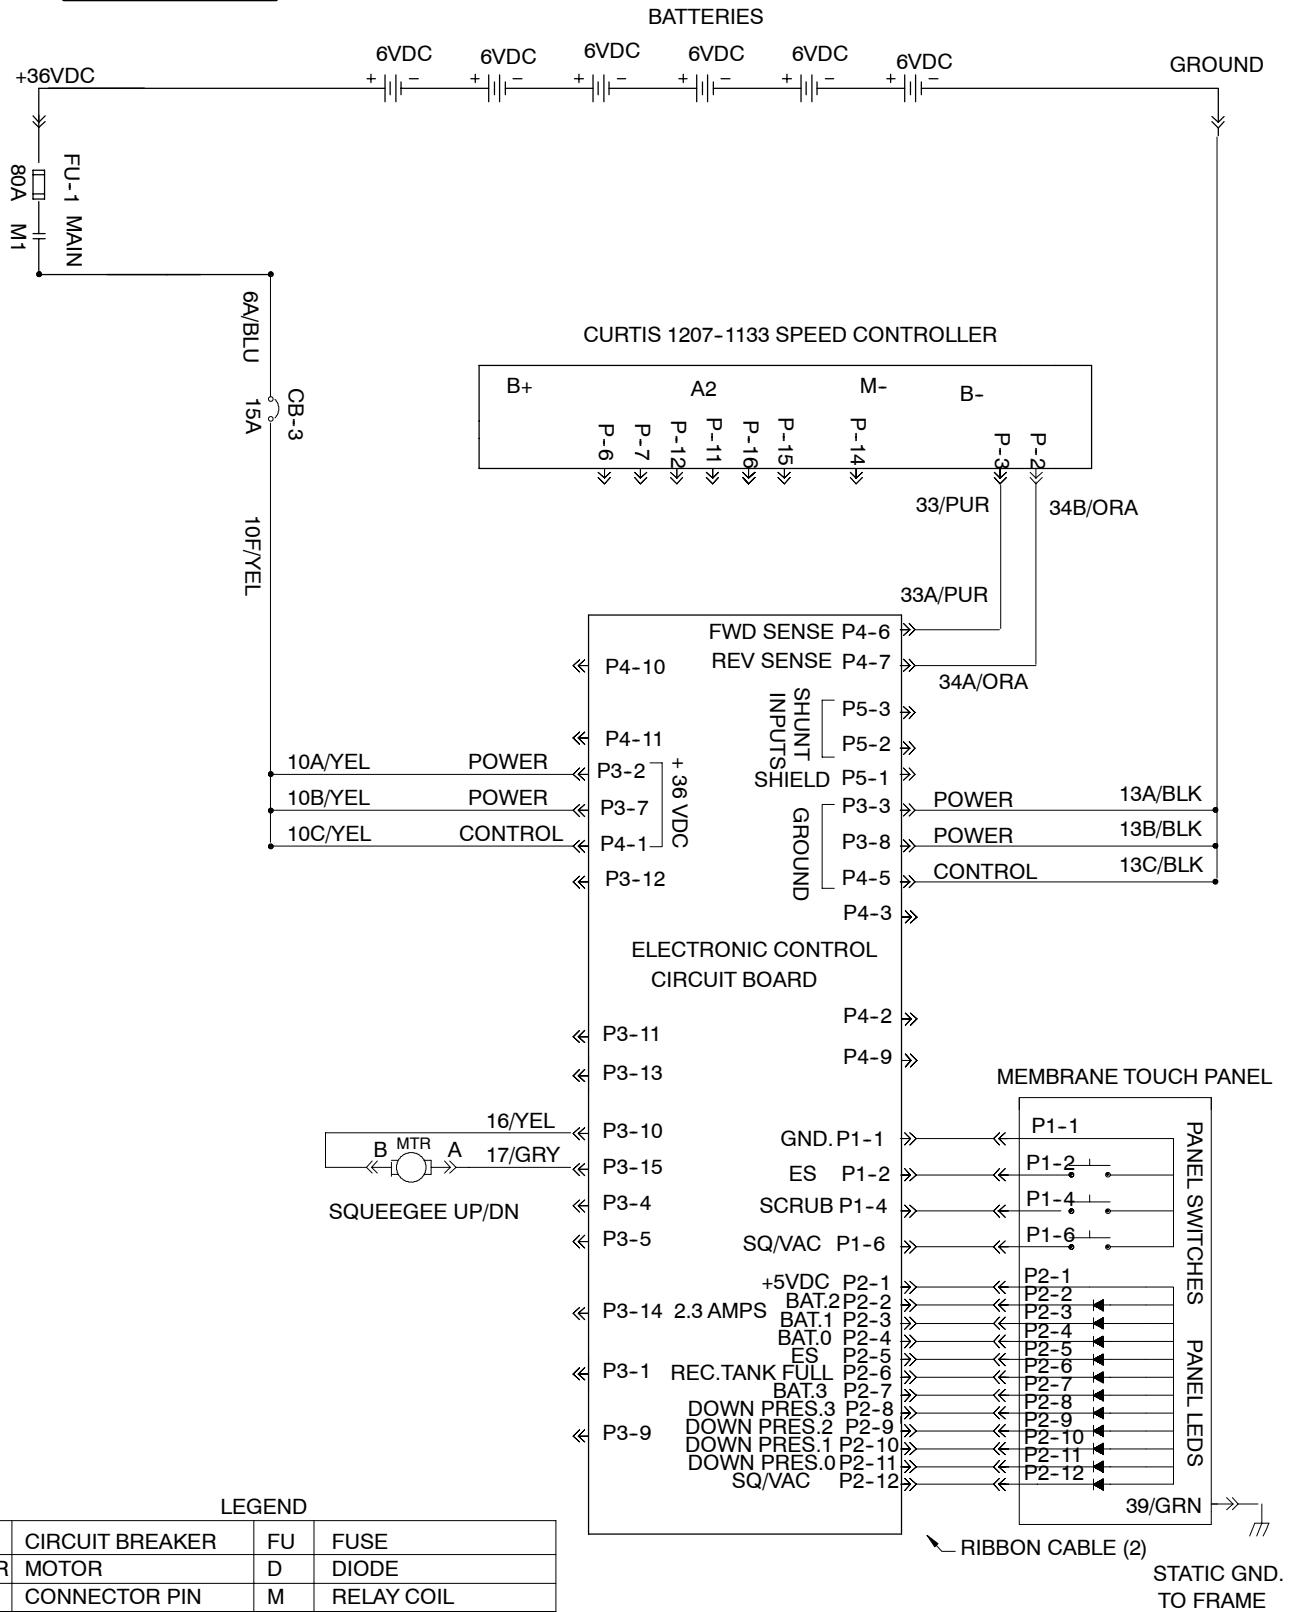 BATTERIES
6VDC 6VDC 6VDC 6VDC 6VDC 6VDC
+36VDC
GROUND
+ − + − + − + − + − + −
FU-1 MAIN
80A M1
6A/BLU
CB-3
15A
10F/YEL
CURTIS 1207-1133 SPEED CONTROLLER
B+ A2 M- B-
P-6 P-7 P-12 P-11 P-16 P-15 P-14 P-3 P-2
33/PUR 34B/ORA
33A/PUR
FWD SENSE P4-6
REV SENSE P4-7
34A/ORA
P4-10
SHUNT INPUTS
P5-3
P5-2
P4-11
SHIELD P5-1
10A/YEL POWER P3-2
10B/YEL POWER P3-7
10C/YEL CONTROL P4-1
+ 36 VDC
GROUND
P3-3 POWER 13A/BLK
P3-8 POWER 13B/BLK
P4-5 CONTROL 13C/BLK
P3-12
P4-3
ELECTRONIC CONTROL
CIRCUIT BOARD
P4-2
P3-11
P4-9
P3-13
MEMBRANE TOUCH PANEL
16/YEL P3-10
B MTR A 17/GRY P3-15
SQUEEGEE UP/DN
P3-4
P3-5
P3-14 2.3 AMPS
P3-1
P3-9
GND. P1-1 P1-1
ES P1-2 P1-2
SCRUB P1-4 P1-4
SQ/VAC P1-6 P1-6
PANEL SWITCHES
+5VDC P2-1 P2-1
BAT.2 P2-2 P2-2
BAT.1 P2-3 P2-3
BAT.0 P2-4 P2-4
ES P2-5 P2-5
REC.TANK FULL P2-6 P2-6
BAT.3 P2-7 P2-7
DOWN PRES.3 P2-8 P2-8
DOWN PRES.2 P2-9 P2-9
DOWN PRES.1 P2-10 P2-10
DOWN PRES.0 P2-11 P2-11
SQ/VAC P2-12 P2-12
PANEL LEDS
39/GRN
RIBBON CABLE (2)
STATIC GND.
TO FRAME
LEGEND
CIRCUIT BREAKER FU FUSE
R MOTOR D DIODE
CONNECTOR PIN M RELAY COIL